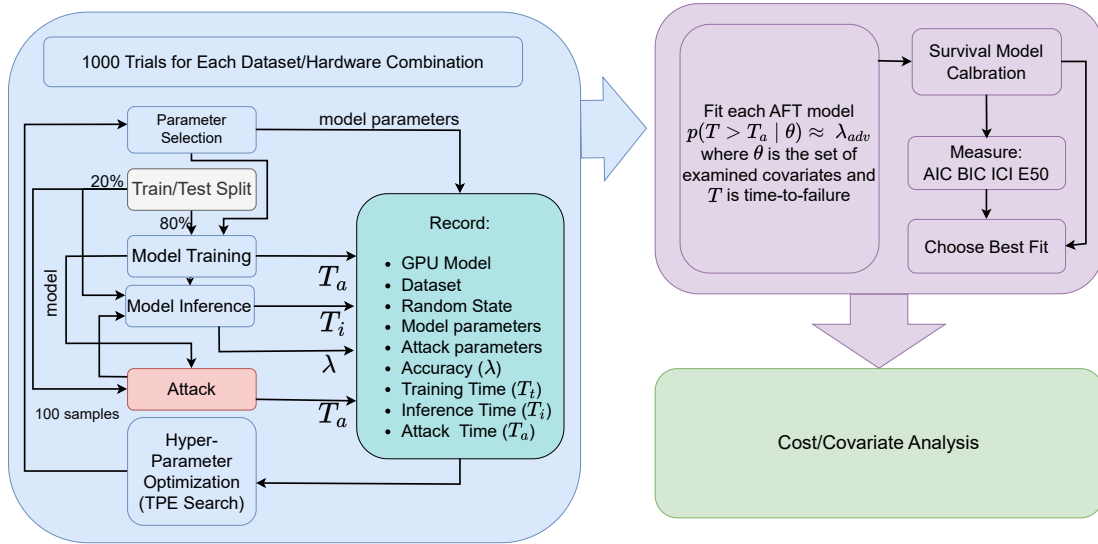 1000 Trials for Each Dataset/Hardware Combination
Parameter
Selection
model parameters
20%
Train/Test Split
80%
Model Training
T_a
model
Model Inference
T_i
λ
Attack
T_a
100 samples
Hyper-
Parameter
Optimization
(TPE Search)
Record:
• GPU Model
• Dataset
• Random State
• Model parameters
• Attack parameters
• Accuracy (λ)
• Training Time (T_t)
• Inference Time (T_i)
• Attack Time (T_a)
Fit each AFT model
p(T > T_a | θ) ≈ λ_{adv}
where θ is the set of
examined covariates and
T is time-to-failure
Survival Model
Calbration
Measure:
AIC BIC ICI E50
Choose Best Fit
Cost/Covariate Analysis